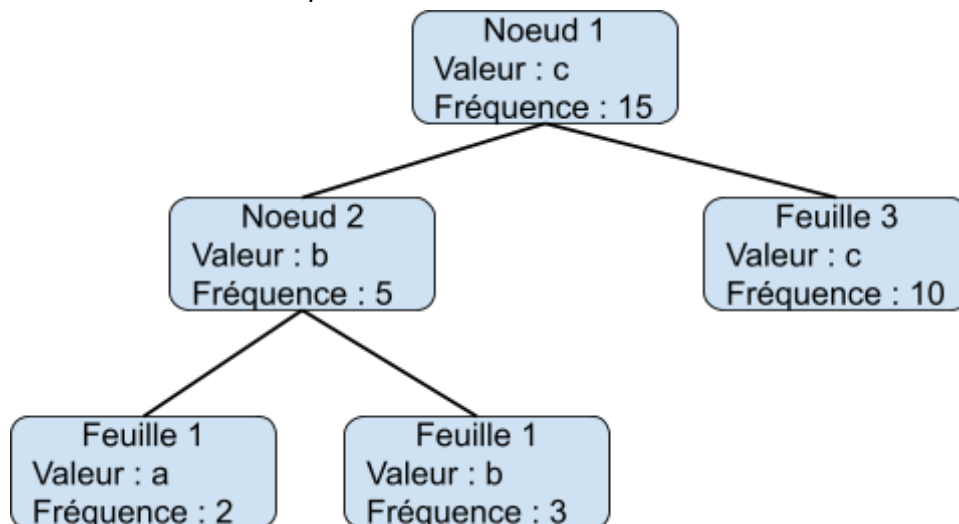 Noeud 1
Valeur : c
Fréquence : 15
Noeud 2
Valeur : b
Fréquence : 5
Feuille 3
Valeur : c
Fréquence : 10
Feuille 1
Valeur : a
Fréquence : 2
Feuille 1
Valeur : b
Fréquence : 3